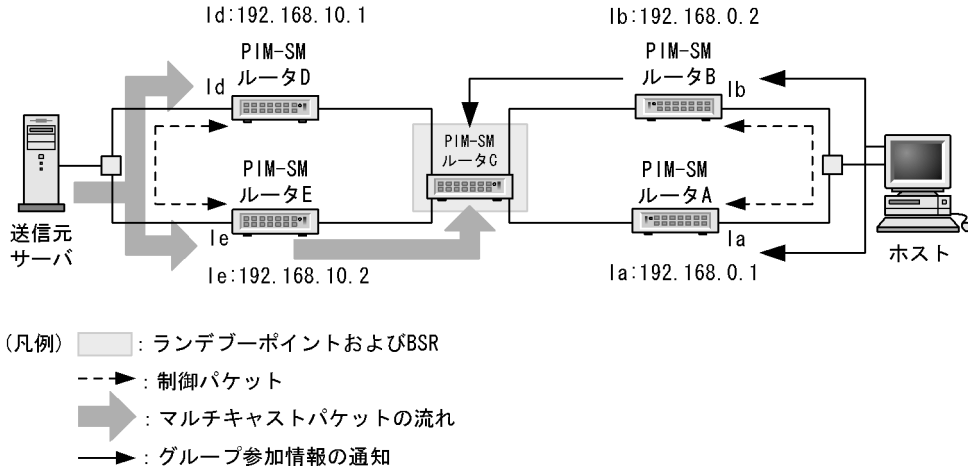 Id:192.168.10.1
Ib:192.168.0.2
PIM-SM
ルータD
PIM-SM
ルータB
Id
Ib
PIM-SM
ルータC
PIM-SM
ルータE
PIM-SM
ルータA
送信元
サーバ
Ie
Ia
ホスト
Ie:192.168.10.2
Ia:192.168.0.1
(凡例)
：ランデブーポイントおよびBSR
：制御パケット
：マルチキャストパケットの流れ
：グループ参加情報の通知